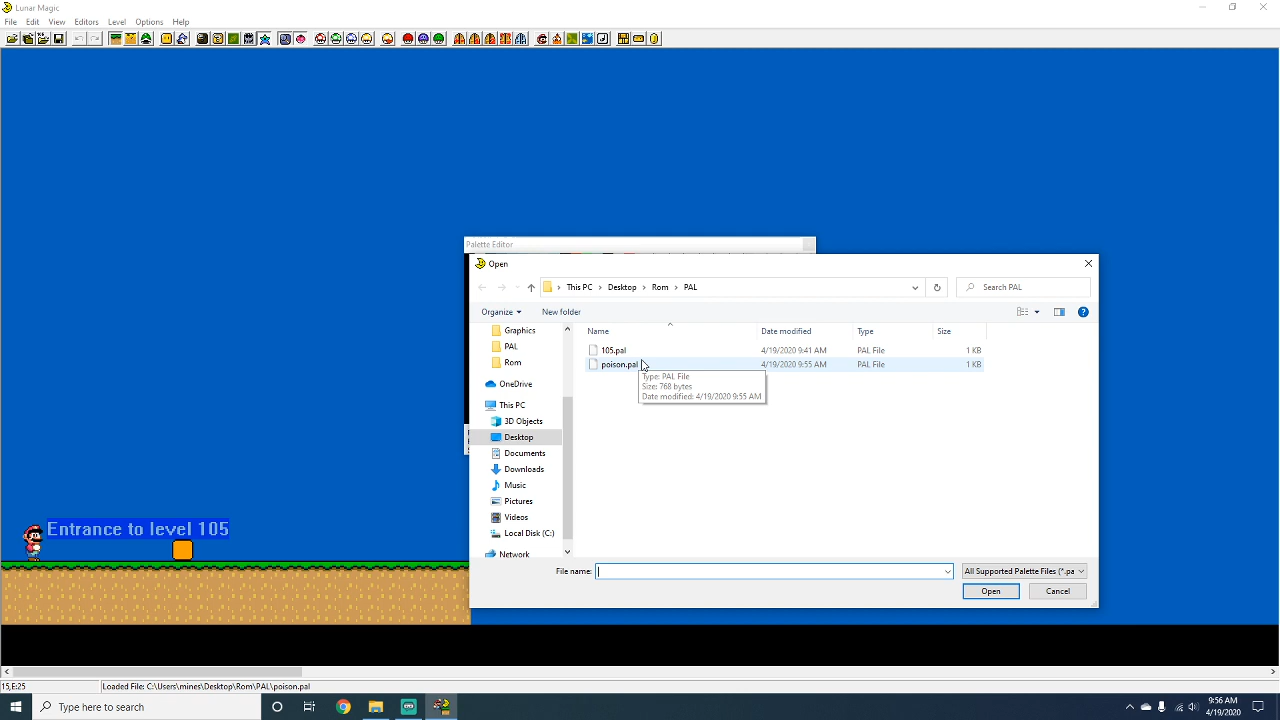 Lunar Magic
File Edit View Editors Level Options Help
Palette Editor
Open
This PC Desktop Rom PAL
Search PAL
Organize New folder
Graphics
PAL
Rom
OneDrive
This PC
3D Objects
Desktop
Documents
Downloads
Music
Pictures
Videos
Local Disk (C:)
Network
Name Date modified Type Size
105.pal 4/19/2020 9:41 AM PAL File 1 KB
poison.pal 4/19/2020 9:55 AM PAL File 1 KB
Type: PAL File
Size: 768 bytes
Date modified: 4/19/2020 9:55 AM
Entrance to level 105
File name: All Supported Palette Files (*.pa
Open Cancel
15,E:25 Loaded File: C:\Users\mines\Desktop\Rom\PAL\poison.pal
Type here to search
9:56 AM
4/19/2020